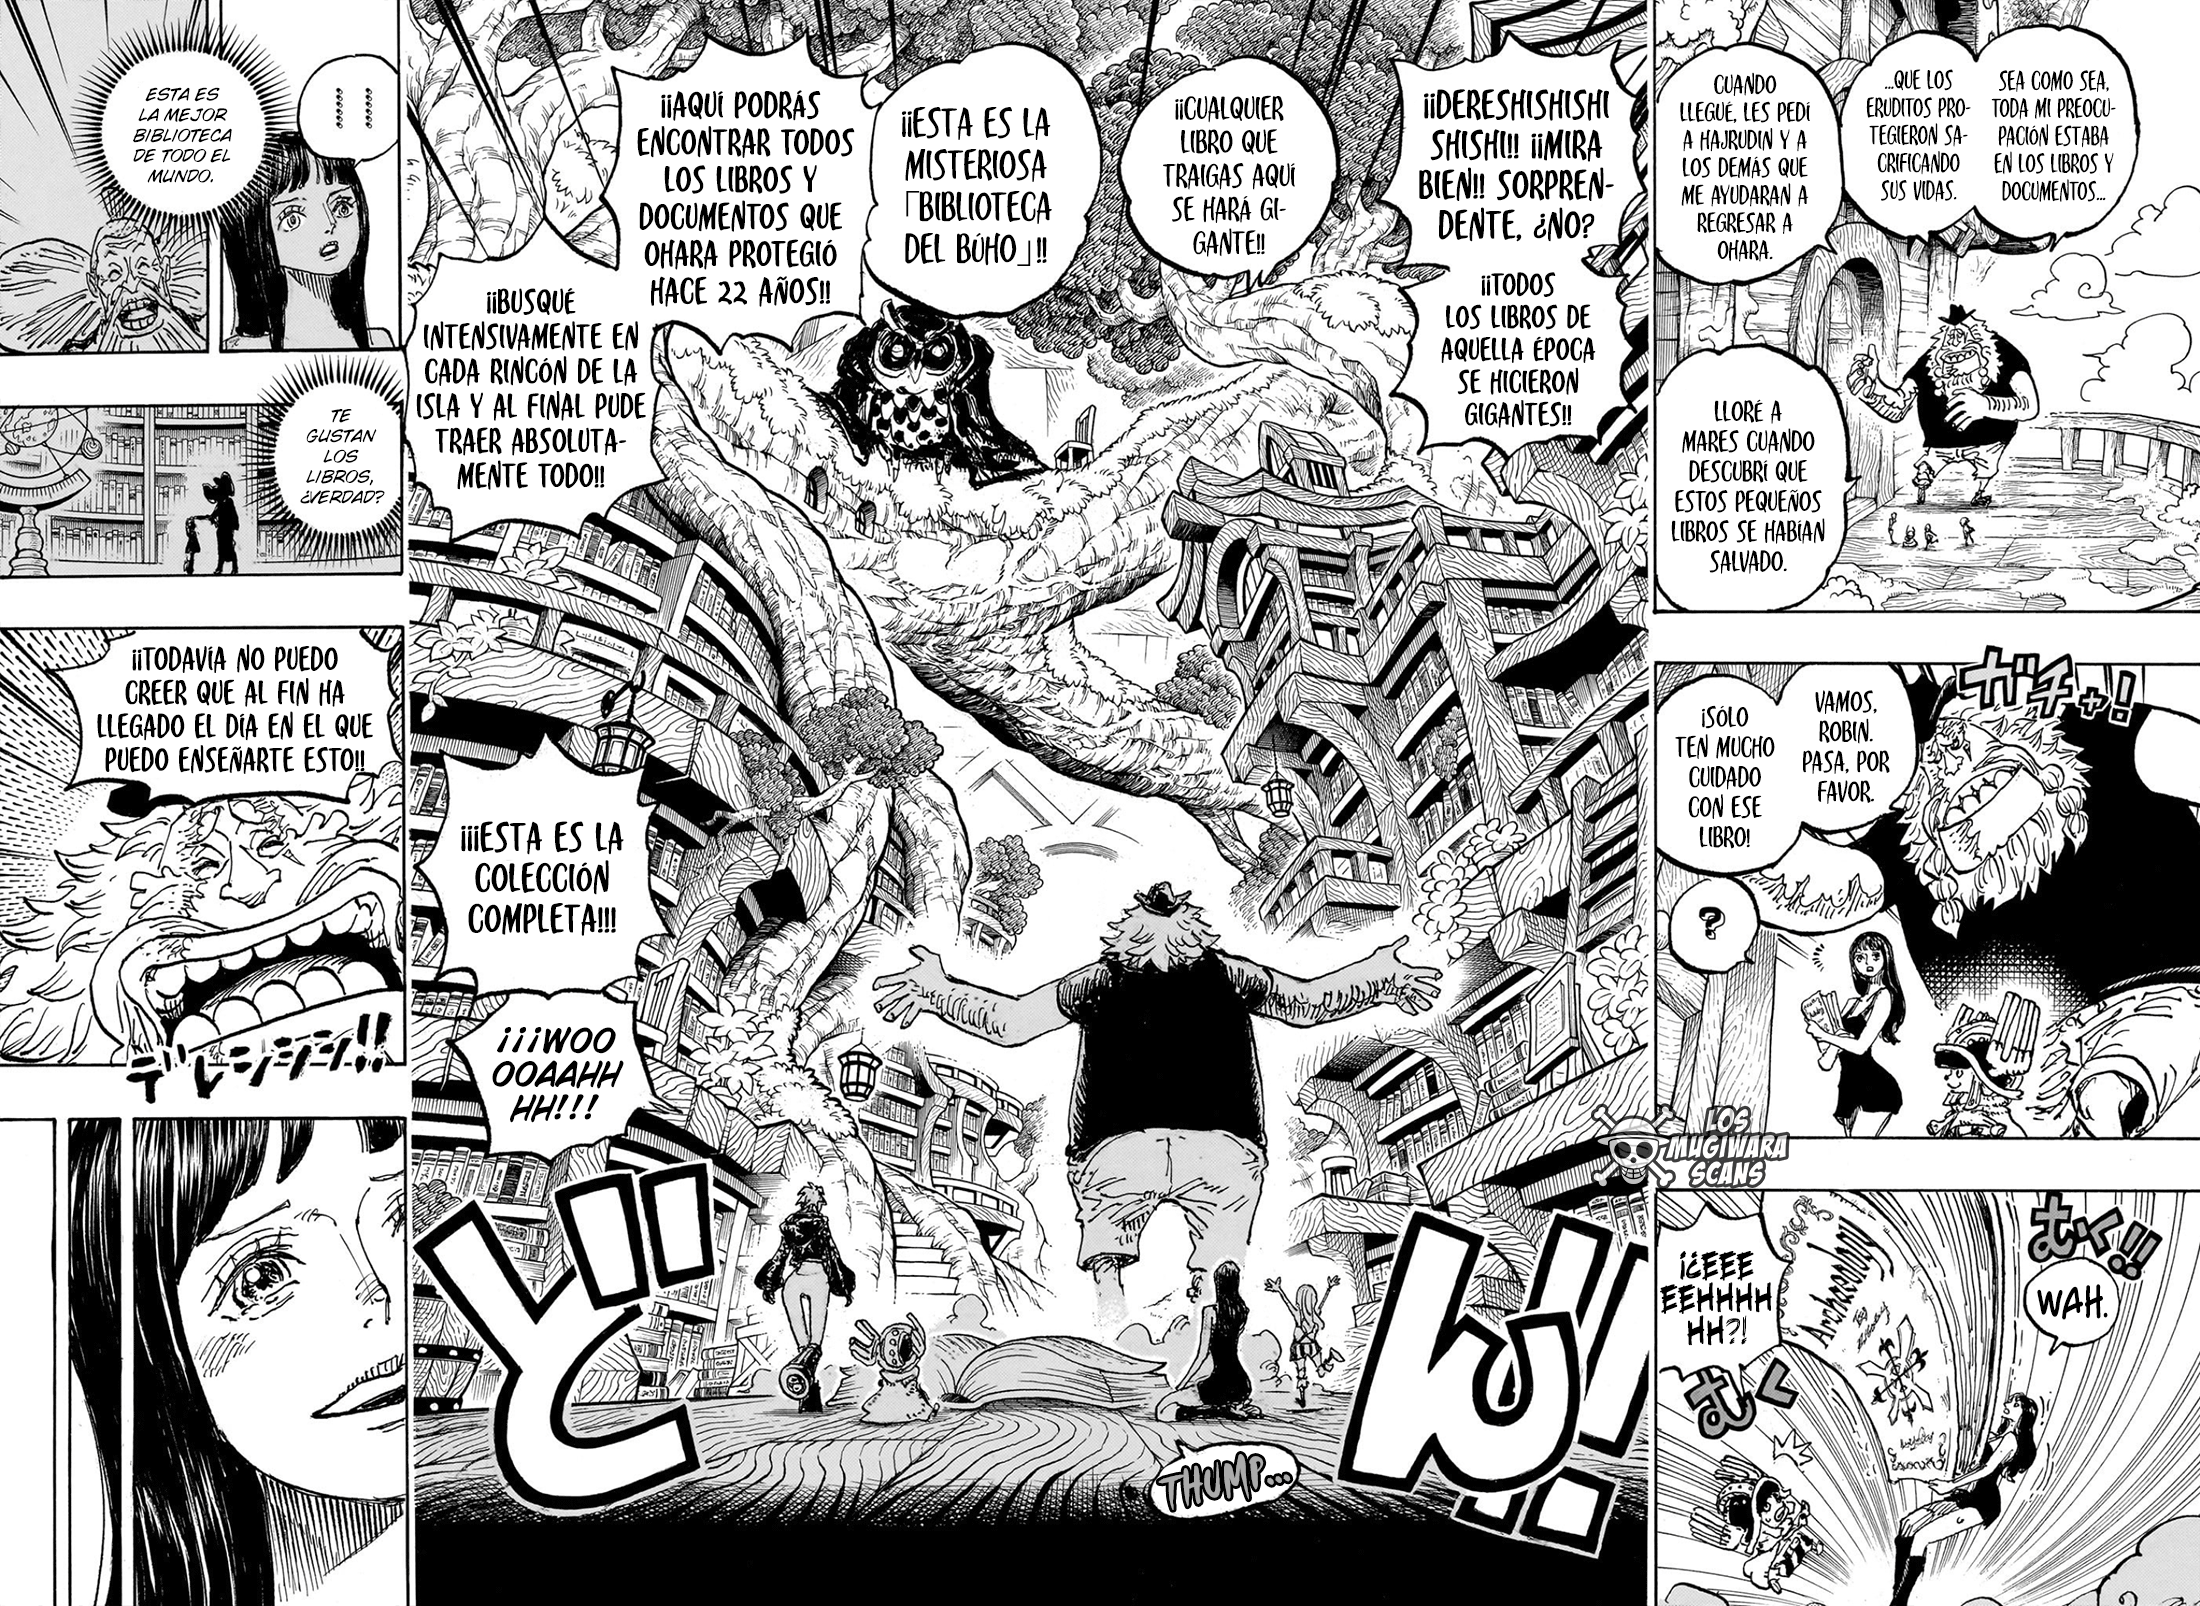 SEA COMO SEA,
TODA MI PREOCU-
PACIÓN ESTABA
EN LOS LIBROS Y
DOCUMENTOS...
...QUE LOS
ERUDITOS PRO-
TEGIERON SA-
CRIFICANDO
SUS VIDAS.
CUANDO
LLEGUÉ, LES PEDÍ
A HAJRUDIN Y A
LOS DEMÁS QUE
ME AYUDARAN A
REGRESAR A
OHARA.
LLORÉ A
MARES CUANDO
DESCUBRÍ QUE
ESTOS PEQUEÑOS
LIBROS SE HABÍAN
SALVADO.
ガチャ!
VAMOS,
ROBIN.
PASA, POR
FAVOR.
¡SÓLO
TEN MUCHO
CUIDADO
CON ESE
LIBRO!
?
LOS
MUGIWARA
SCANS
むく!!
WAH.
¡¿EEE
EEHHHH
HH?!
むく
¡¡DERESHISHISHI
SHISHI!! ¡¡MIRA
BIEN!! SORPREN-
DENTE, ¿NO?
¡¡TODOS
LOS LIBROS DE
AQUELLA ÉPOCA
SE HICIERON
GIGANTES!!
¡¡CUALQUIER
LIBRO QUE
TRAIGAS AQUÍ
SE HARÁ GI-
GANTE!!
¡¡ESTA ES LA
MISTERIOSA
「BIBLIOTECA
DEL BÚHO」!!
¡¡AQUÍ PODRÁS
ENCONTRAR TODOS
LOS LIBROS Y
DOCUMENTOS QUE
OHARA PROTEGIÓ
HACE 22 AÑOS!!
¡¡BUSQUÉ
INTENSIVAMENTE EN
CADA RINCÓN DE LA
ISLA Y AL FINAL PUDE
TRAER ABSOLUTA-
MENTE TODO!!
¡¡¡ESTA ES LA
COLECCIÓN
COMPLETA!!!
¡¡¡WOO
OOAAHH
HH!!!
ドん!!
THUMP...
::::::
ESTA ES
LA MEJOR
BIBLIOTECA
DE TODO EL
MUNDO.
TE
GUSTAN
LOS
LIBROS,
¿VERDAD?
¡¡TODAVÍA NO PUEDO
CREER QUE AL FIN HA
LLEGADO EL DÍA EN EL QUE
PUEDO ENSEÑARTE ESTO!!
デレシシシ!!